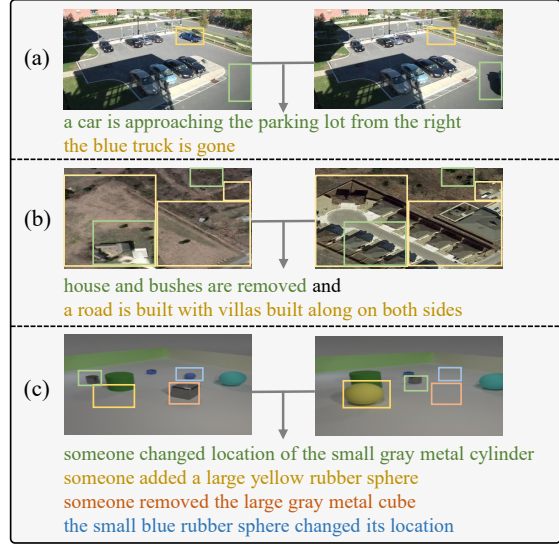 (a)
a car is approaching the parking lot from the right
the blue truck is gone
(b)
house and bushes are removed and
a road is built with villas built along on both sides
(c)
someone changed location of the small gray metal cylinder
someone added a large yellow rubber sphere
someone removed the large gray metal cube
the small blue rubber sphere changed its location